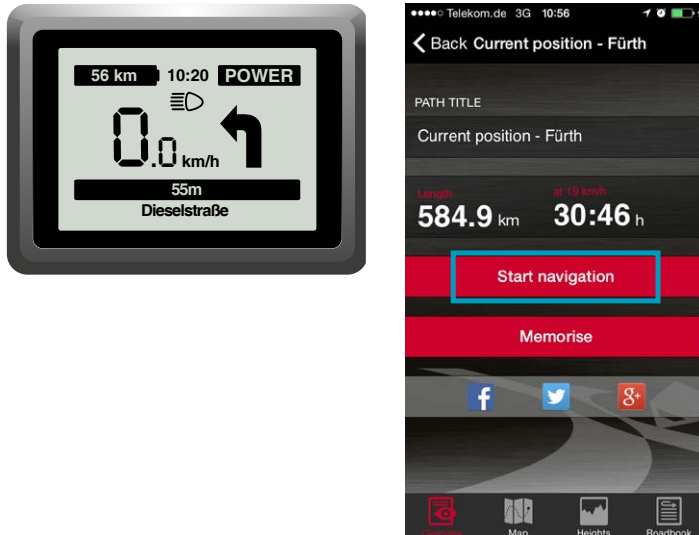 56 km 10:20 POWER
0.0 km/h
55m
Dieselstraße
Telekom.de 3G 10:56
Back Current position - Fürth
PATH TITLE
Current position - Fürth
Length at 19 km/h
584.9 km 30:46 h
Start navigation
Memorise
f g+
Overview Map Heights Roadbook